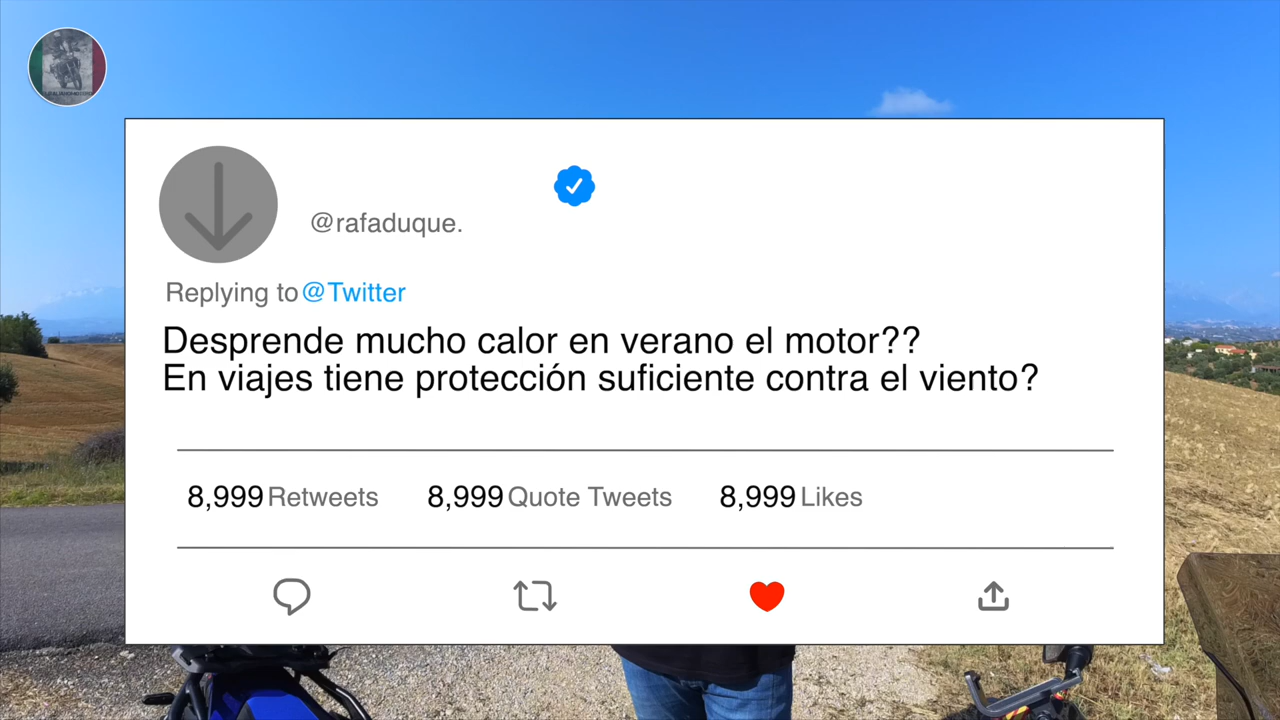 @rafaduque.
Replying to @Twitter
Desprende mucho calor en verano el motor??
En viajes tiene protección suficiente contra el viento?
8,999 Retweets 8,999 Quote Tweets 8,999 Likes